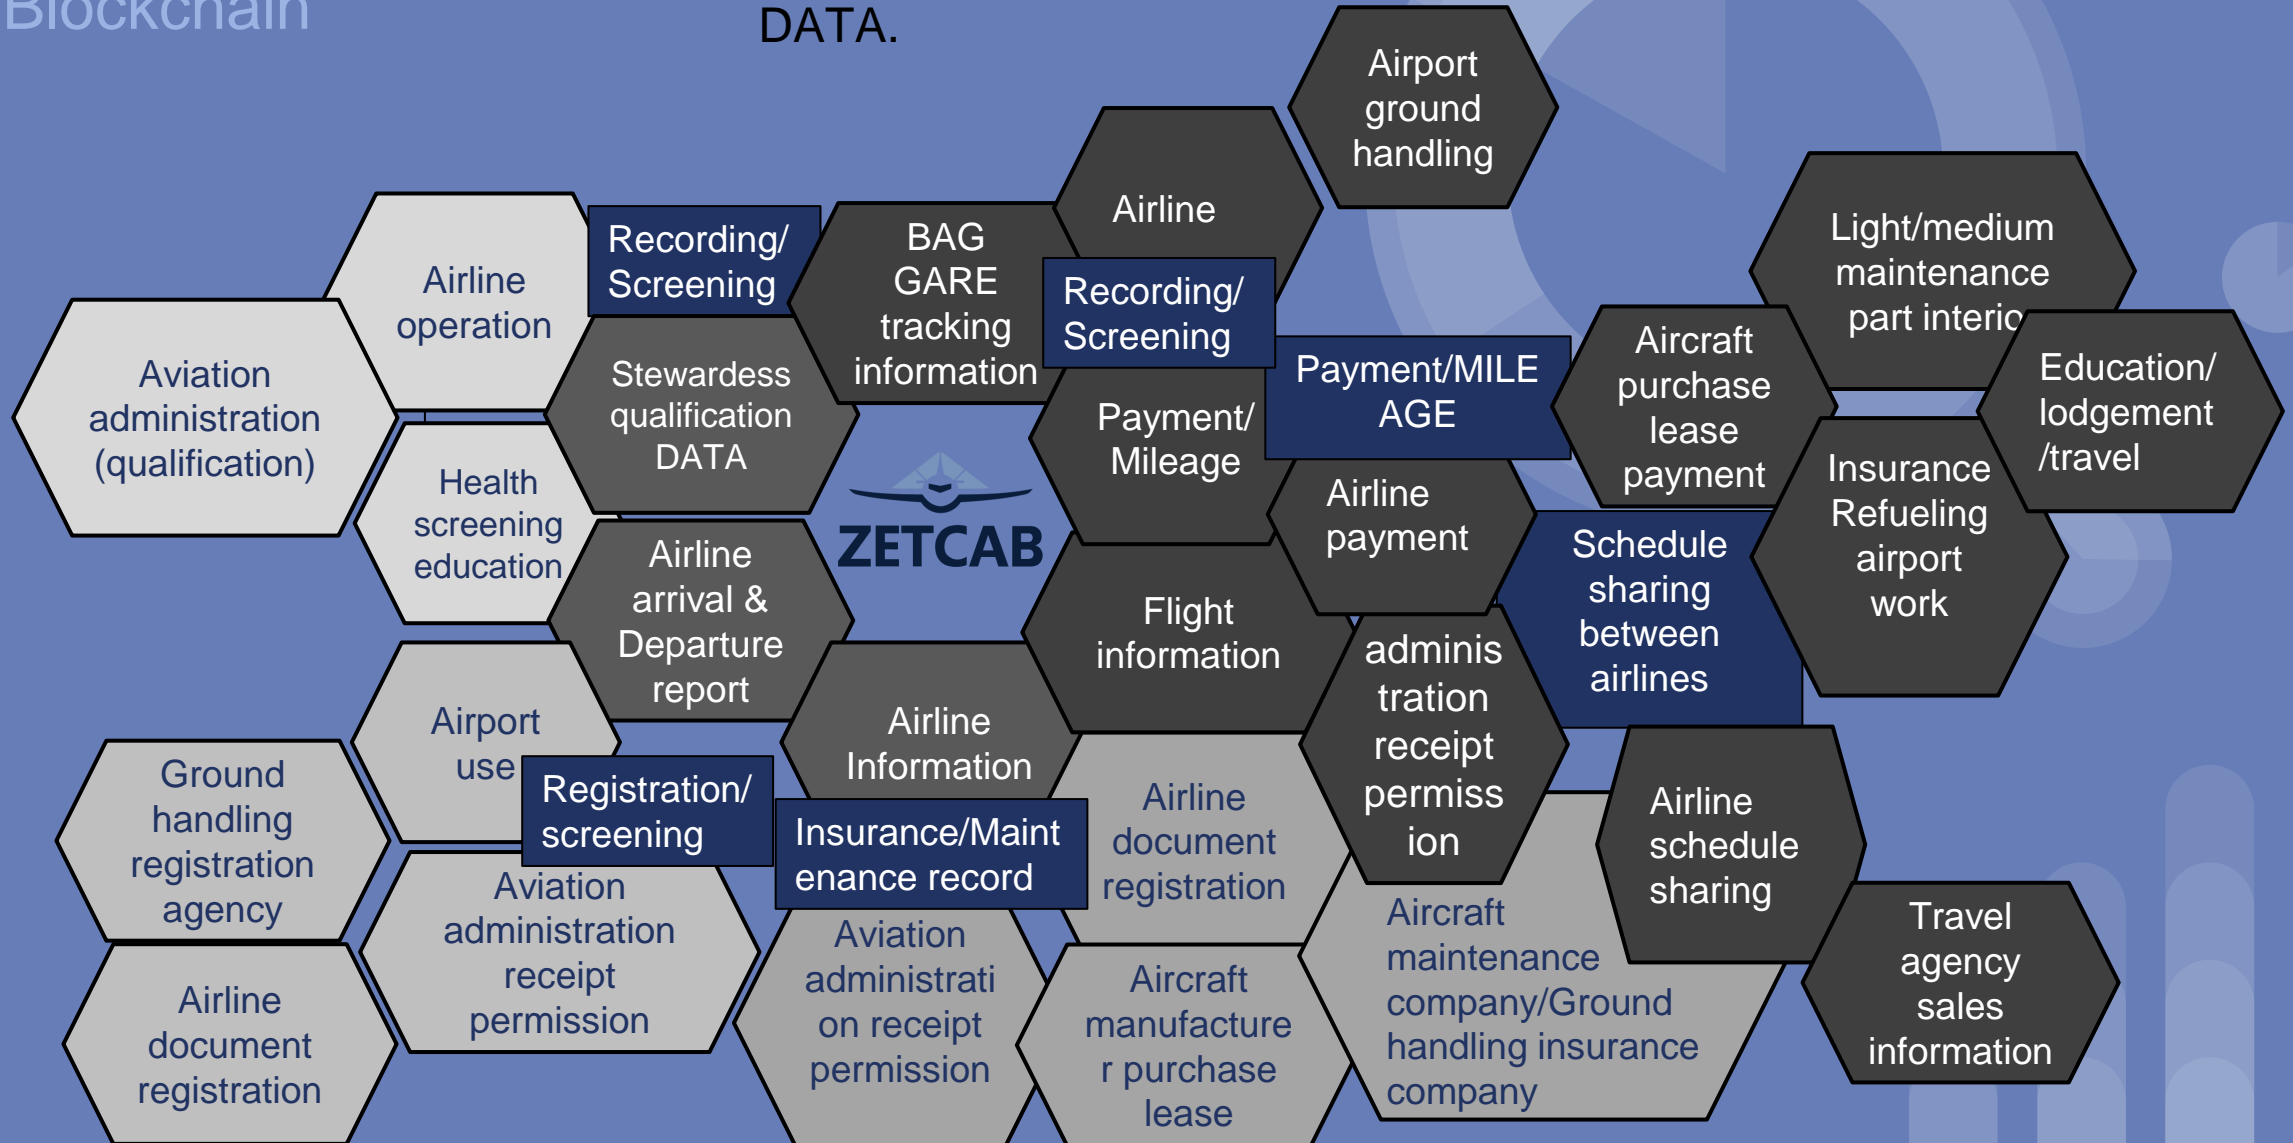 Blockchain
DATA.
Airport
ground
handling
Airline
Recording/
Screening
BAG
GARE
tracking
information
Recording/
Screening
Airline
operation
Aviation
administration
(qualification)
Stewardess
qualification
DATA
Health
screening
education
Payment/
Mileage
Payment/MILE
AGE
Airline
payment
Aircraft
purchase
lease
payment
Light/medium
maintenance
part interio
Education/
lodgement
/travel
Insurance
Refueling
airport
work
Schedule
sharing
between
airlines
ZETCAB
Airline
arrival &
Departure
report
Flight
information
adminis
tration
receipt
permiss
ion
Airport
use
Airline
Information
Registration/
screening
Insurance/Maint
enance record
Ground
handling
registration
agency
Aviation
administration
receipt
permission
Airline
document
registration
Airline
document
registration
Aviation
administrati
on receipt
permission
Aircraft
manufacture
r purchase
lease
Aircraft
maintenance
company/Ground
handling insurance
company
Airline
schedule
sharing
Travel
agency
sales
information